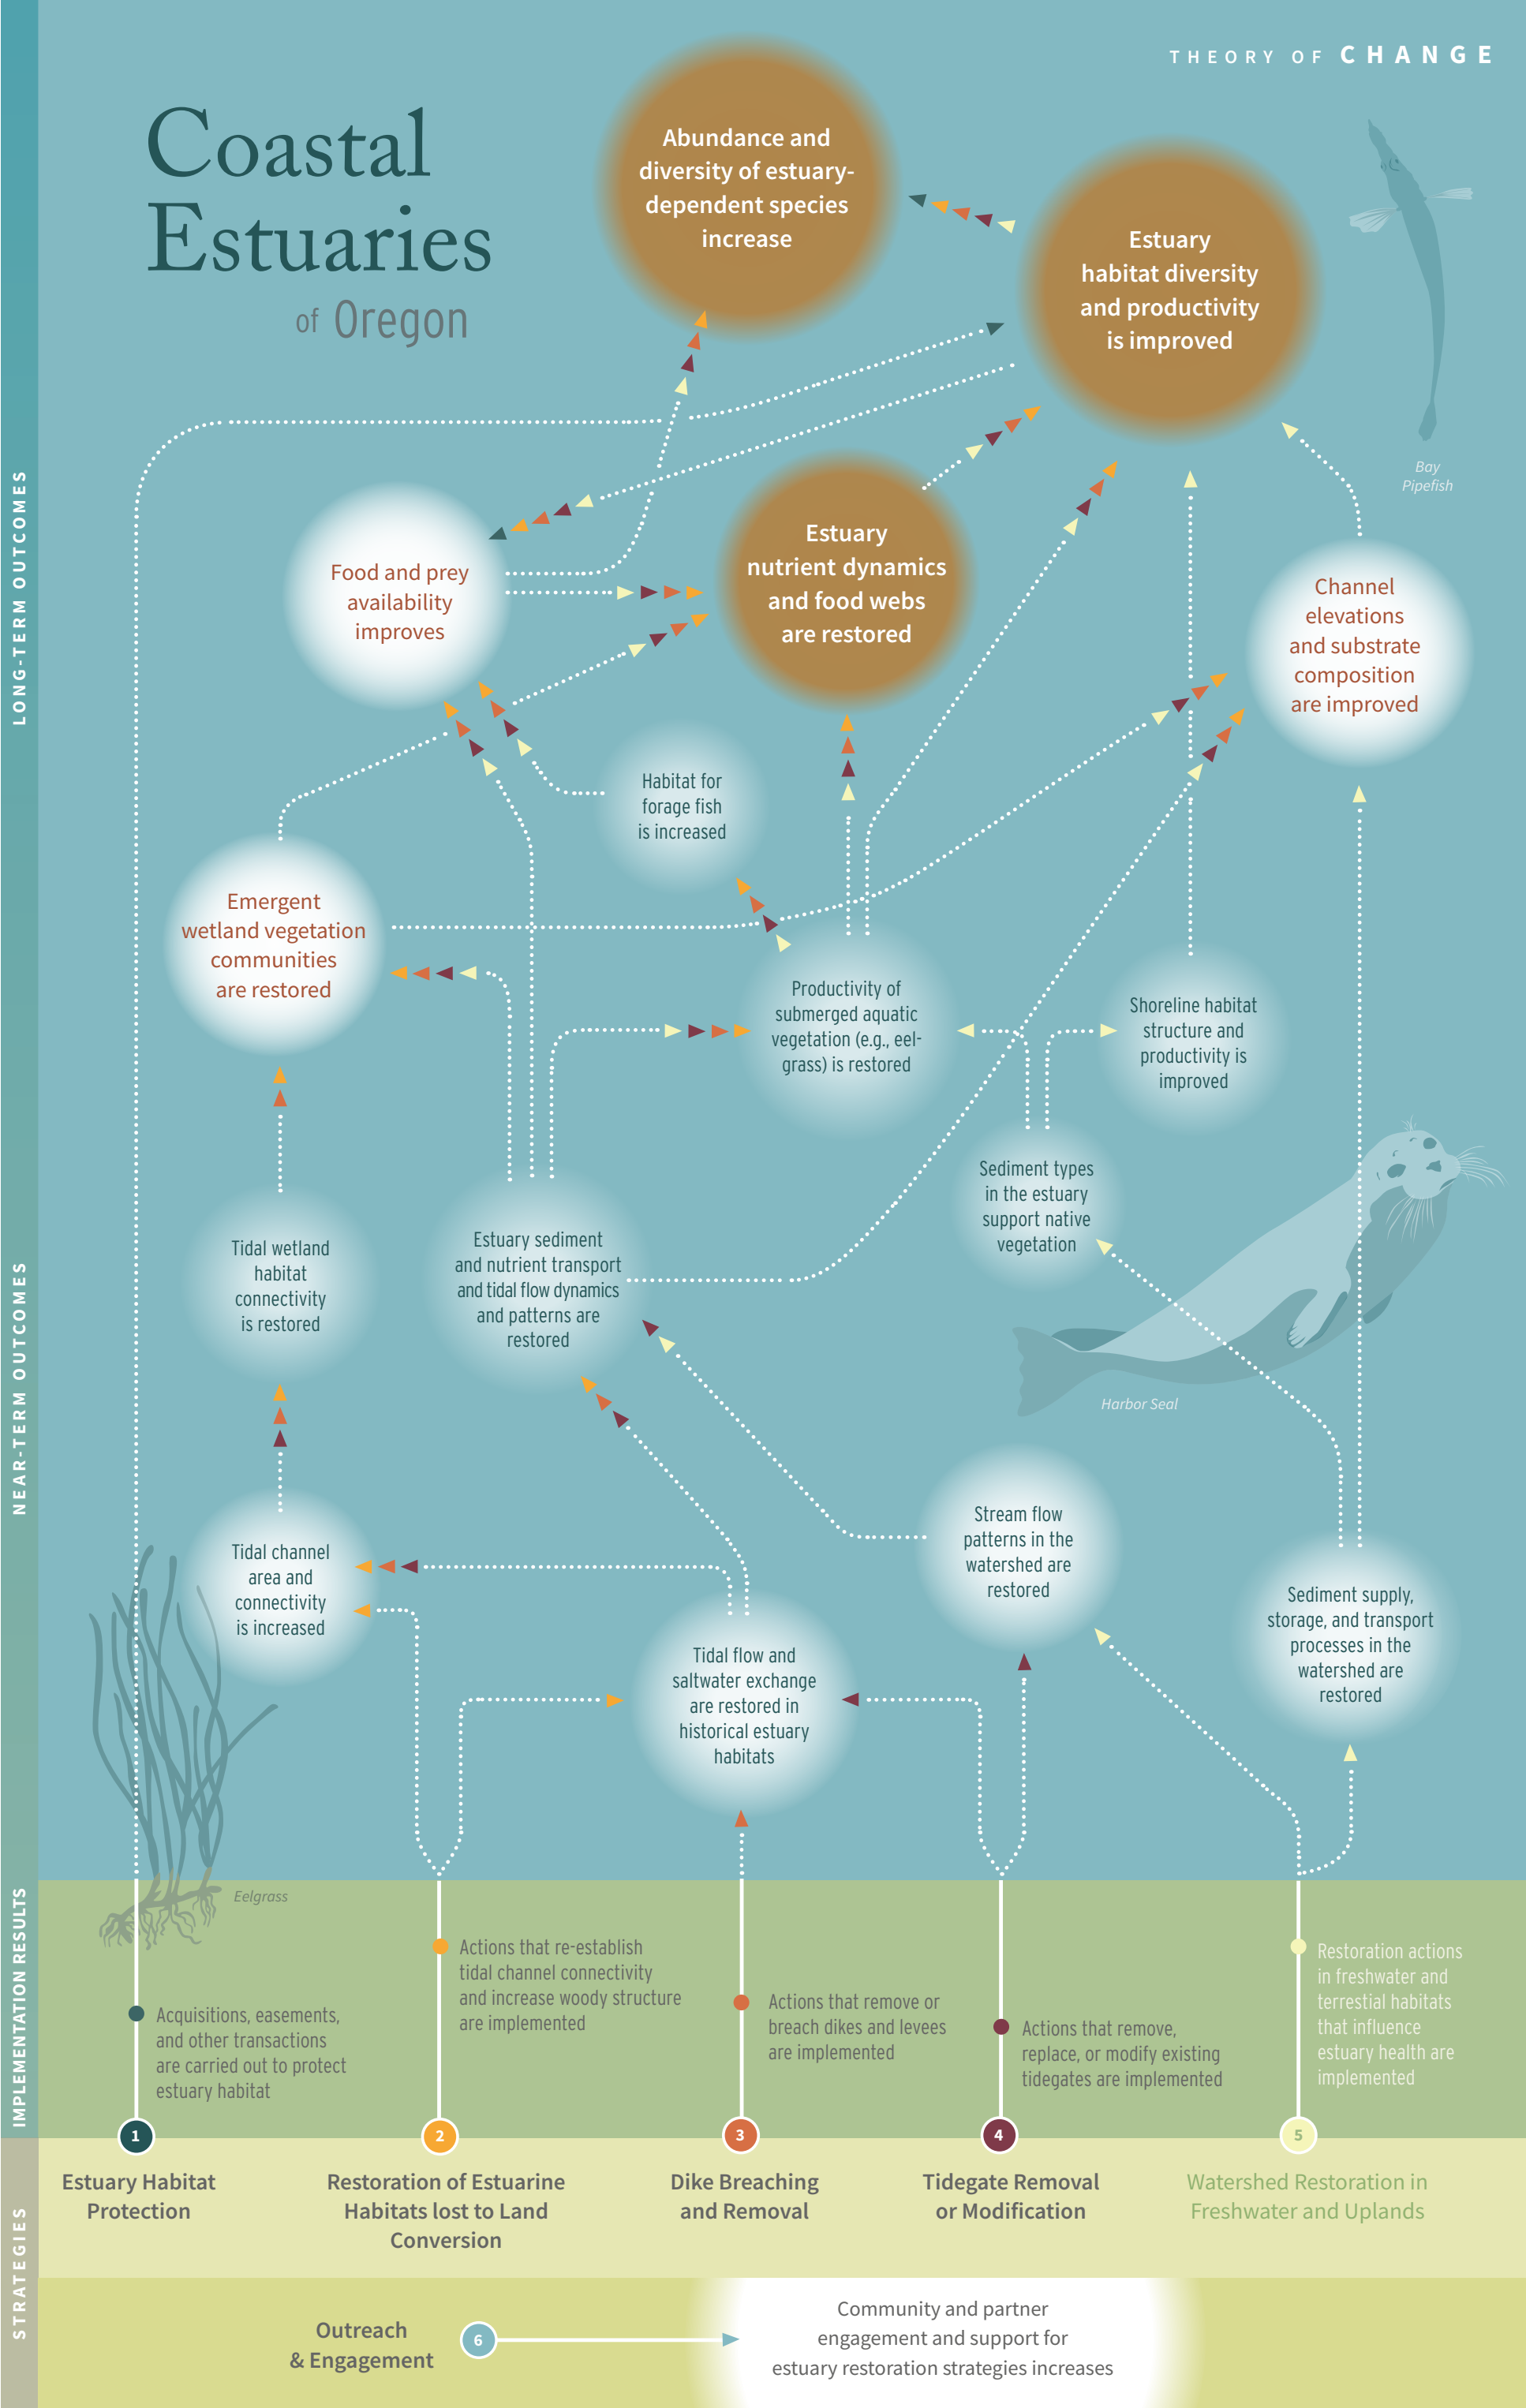 THEORY OF CHANGE
Coastal
Estuaries
of Oregon
Abundance and
diversity of estuary-
dependent species
increase
Estuary
habitat diversity
and productivity
is improved
Bay
Pipefish
LONG-TERM OUTCOMES
Food and prey
availability
improves
Estuary
nutrient dynamics
and food webs
are restored
Channel
elevations
and substrate
composition
are improved
Habitat for
forage fish
is increased
Emergent
wetland vegetation
communities
are restored
Productivity of
submerged aquatic
vegetation (e.g., eel-
grass) is restored
Shoreline habitat
structure and
productivity is
improved
Sediment types
in the estuary
support native
vegetation
NEAR-TERM OUTCOMES
Tidal wetland
habitat
connectivity
is restored
Estuary sediment
and nutrient transport
and tidal flow dynamics
and patterns are
restored
Harbor Seal
Tidal channel
area and
connectivity
is increased
Stream flow
patterns in the
watershed are
restored
Tidal flow and
saltwater exchange
are restored in
historical estuary
habitats
Sediment supply,
storage, and transport
processes in the
watershed are
restored
Eelgrass
IMPLEMENTATION RESULTS
Acquisitions, easements,
and other transactions
are carried out to protect
estuary habitat
Actions that re-establish
tidal channel connectivity
and increase woody structure
are implemented
Actions that remove or
breach dikes and levees
are implemented
Actions that remove,
replace, or modify existing
tidegates are implemented
Restoration actions
in freshwater and
terrestial habitats
that influence
estuary health are
implemented
STRATEGIES
1
Estuary Habitat
Protection
2
Restoration of Estuarine
Habitats lost to Land
Conversion
3
Dike Breaching
and Removal
4
Tidegate Removal
or Modification
5
Watershed Restoration in
Freshwater and Uplands
Outreach
& Engagement
6
Community and partner
engagement and support for
estuary restoration strategies increases